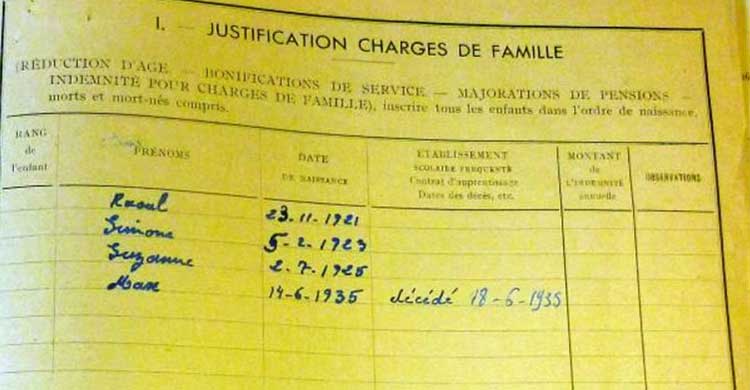 I. — JUSTIFICATION CHARGES DE FAMILLE
(RÉDUCTION D'AGE — BONIFICATIONS DE SERVICE — MAJORATIONS DE PENSIONS —
INDEMNITÉ POUR CHARGES DE FAMILLE), inscrire tous les enfants dans l'ordre de naissance,
morts et mort-nés compris.
RANG de l'enfant
PRÉNOMS
DATE DE NAISSANCE
ETABLISSEMENT SCOLAIRE FREQUENTÉ Contrat d'apprentissage Dates des décès, etc.
MONTANT de L'INDEMNITÉ annuelle
OBSERVATIONS
Raoul 23.11-1921
Simone 5-2-1923
Suzanne 2.7.1925
Max 14-6-1935 décédé 18-6-1935